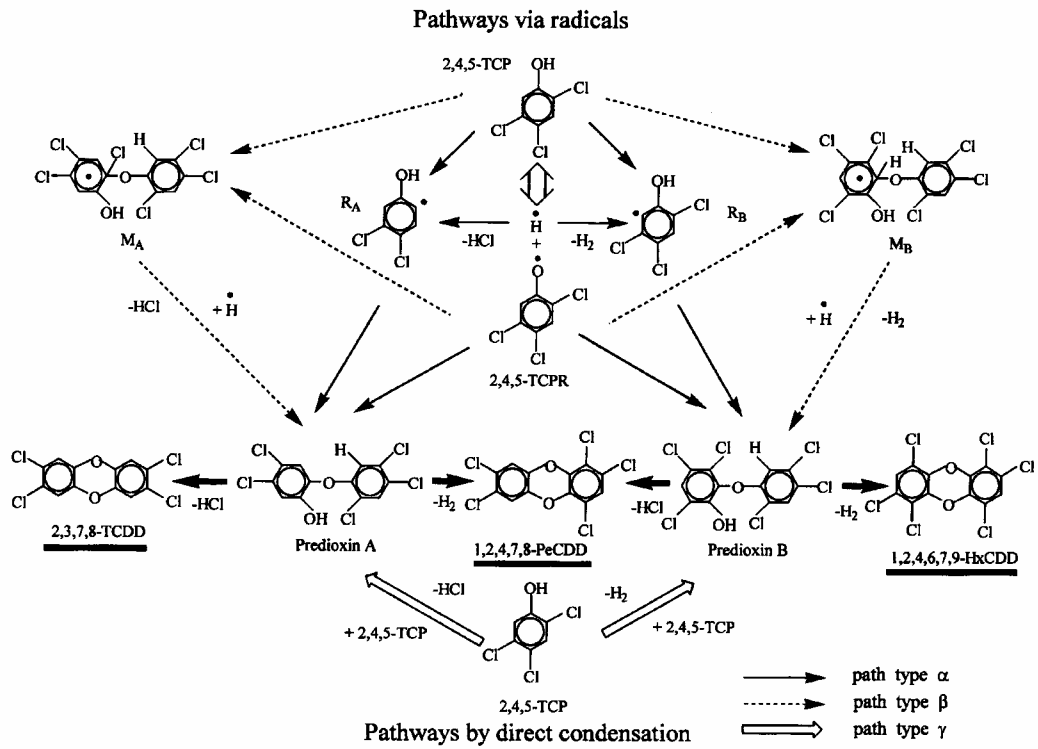 Pathways via radicals
2,4,5-TCP
OH
Cl
Cl
Cl
Cl
Cl
Cl
O
H
Cl
Cl
Cl
OH
M_A
OH
R_A
Cl
Cl
-HCl
H
+
-H2
OH
Cl
Cl
Cl
R_B
Cl
Cl
H
Cl
OH
O
H
Cl
Cl
Cl
M_B
O
Cl
Cl
Cl
2,4,5-TCPR
-HCl
+ H
+ H
-H2
Cl
Cl
O
O
Cl
Cl
2,3,7,8-TCDD
-HCl
Cl
Cl
OH
O
H
Cl
Cl
Cl
Predioxin A
-H2
Cl
Cl
O
O
Cl
Cl
Cl
1,2,4,7,8-PeCDD
-HCl
Cl
Cl
Cl
OH
O
H
Cl
Cl
Cl
Predioxin B
-H2
Cl
Cl
Cl
O
O
Cl
Cl
Cl
1,2,4,6,7,9-HxCDD
-HCl
+ 2,4,5-TCP
OH
Cl
Cl
Cl
2,4,5-TCP
-H2
+ 2,4,5-TCP
path type α
path type β
path type γ
Pathways by direct condensation